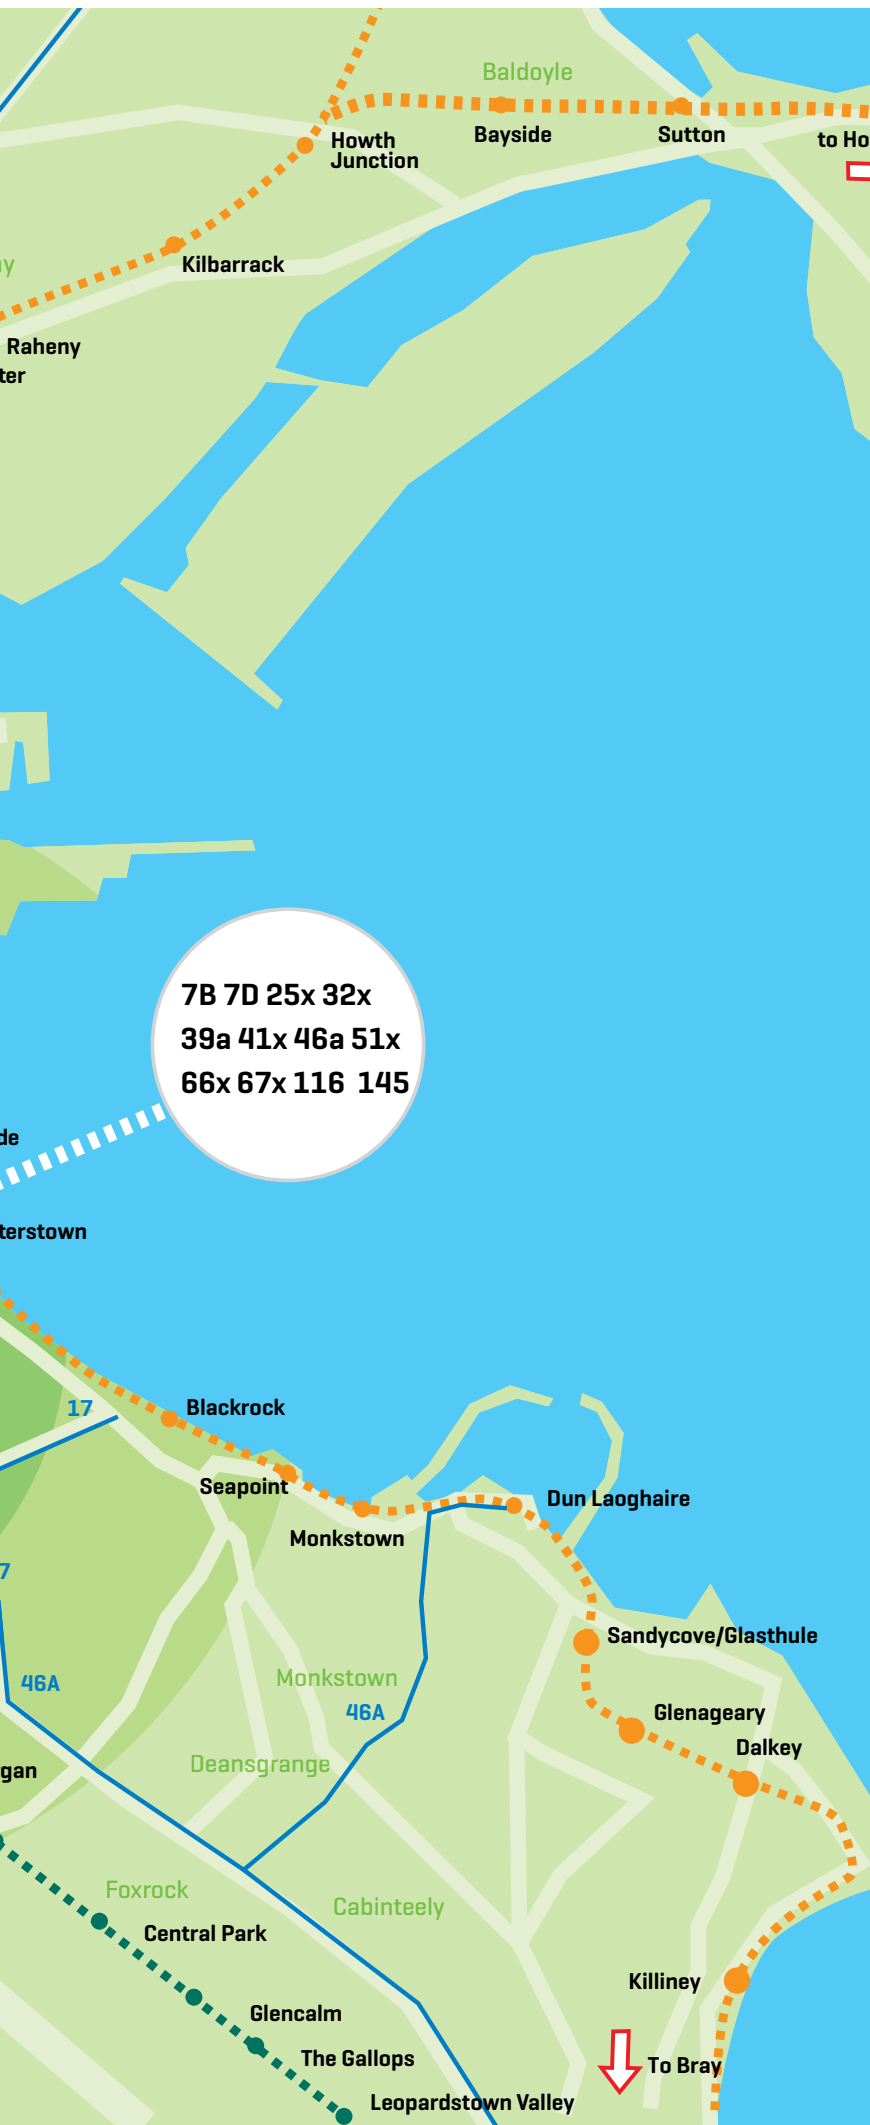 Baldoyle
Bayside
Sutton
Howth
Junction
Kilbarrack
Raheny
7B 7D 25x 32x
39a 41x 46a 51x
66x 67x 116 145
17
Blackrock
Seapoint
Monkstown
Dun Laoghaire
Sandycove/Glasthule
Monkstown
46A
46A
Glenageary
Dalkey
Deansgrange
Foxrock
Cabinteely
Central Park
Killiney
Glencalm
The Gallops
To Bray
Leopardstown Valley